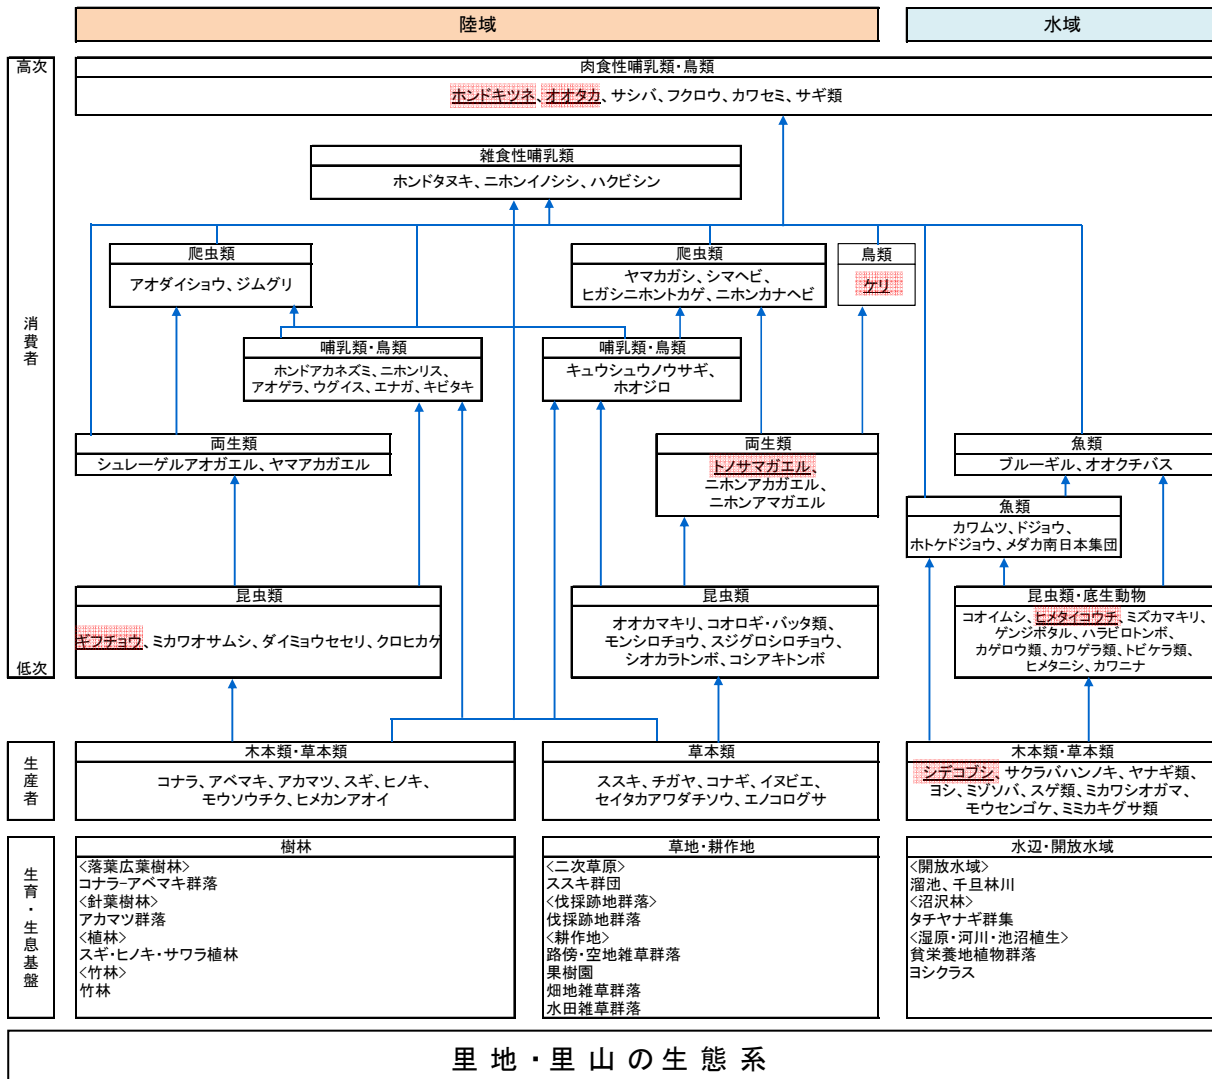 陸域
水域
高次
消費者
低次
肉食性哺乳類・鳥類
ホンドキツネ、オオタカ、サシバ、フクロウ、カワセミ、サギ類
雑食性哺乳類
ホンドタヌキ、ニホンイノシシ、ハクビシン
爬虫類
アオダイショウ、ジムグリ
爬虫類
ヤマカガシ、シマヘビ、
ヒガシニホントカゲ、ニホンカナヘビ
鳥類
ケリ
哺乳類・鳥類
ホンドアカネズミ、ニホンリス、
アオゲラ、ウグイス、エナガ、キビタキ
哺乳類・鳥類
キュウシュウノウサギ、
ホオジロ
両生類
シュレーゲルアオガエル、ヤマアカガエル
両生類
トノサマガエル、
ニホンアカガエル、
ニホンアマガエル
魚類
ブルーギル、オオクチバス
魚類
カワムツ、ドジョウ、
ホトケドジョウ、メダカ南日本集団
昆虫類
ギフチョウ、ミカワオサムシ、ダイミョウセセリ、クロヒカゲ
昆虫類
オオカマキリ、コオロギ・バッタ類、
モンシロチョウ、スジグロシロチョウ、
シオカラトンボ、コシアキトンボ
昆虫類・底生動物
コオイムシ、ヒメタイコウチ、ミズカマキリ、
ゲンジボタル、ハラビロトンボ、
カゲロウ類、カワゲラ類、トビケラ類、
ヒメタニシ、カワニナ
生産者
木本類・草本類
コナラ、アベマキ、アカマツ、スギ、ヒノキ、
モウソウチク、ヒメカンアオイ
草本類
ススキ、チガヤ、コナギ、イヌビエ、
セイタカアワダチソウ、エノコログサ
木本類・草本類
シデコブシ、サクラバハンノキ、ヤナギ類、
ヨシ、ミゾソバ、スゲ類、ミカワシオガマ、
モウセンゴケ、ミミカキグサ類
生育・生息基盤
樹林
<落葉広葉樹林>
コナラ-アベマキ群落
<針葉樹林>
アカマツ群落
<植林>
スギ・ヒノキ・サワラ植林
<竹林>
竹林
草地・耕作地
<二次草原>
ススキ群団
<伐採跡地群落>
伐採跡地群落
<耕作地>
路傍・空地雑草群落
果樹園
畑地雑草群落
水田雑草群落
水辺・開放水域
<開放水域>
溜池、千旦林川
<沼沢林>
タチヤナギ群集
<湿原・河川・池沼植生>
貧栄養地植物群落
ヨシクラス
里地・里山の生態系